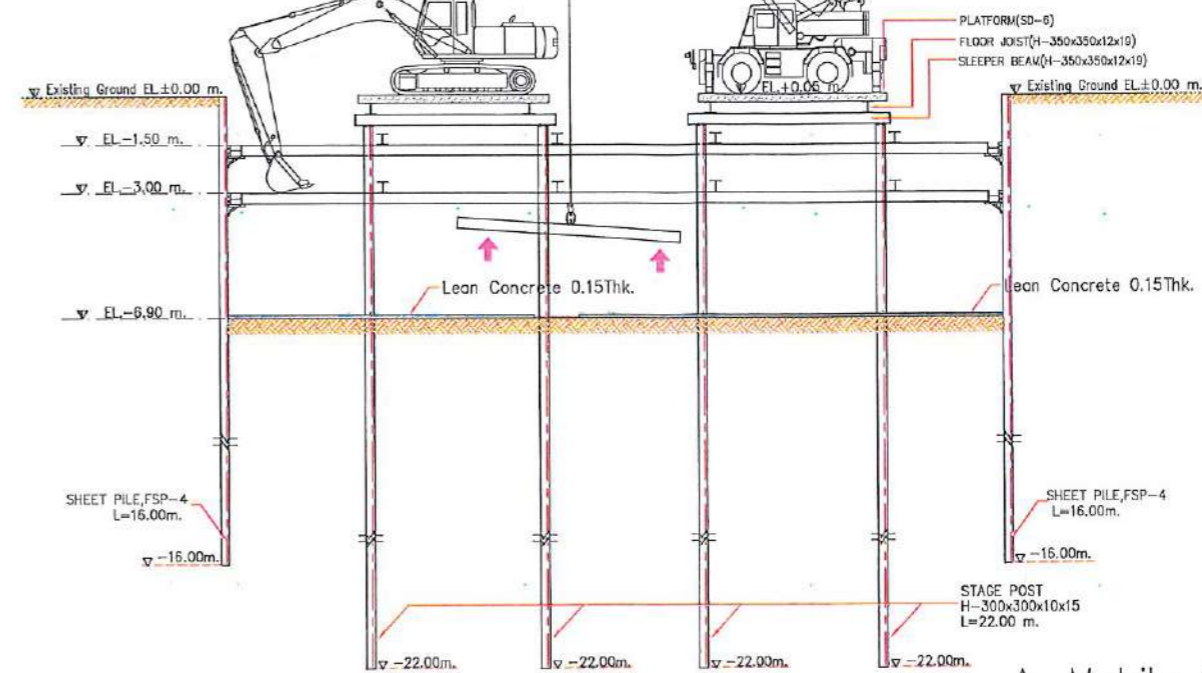 PLATFORM(SD-6)
FLOOR JOIST(H-350x350x12x19)
SLEEPER BEAM(H-350x350x12x19)
Existing Ground EL.±0.00 m.
EL.+0.05 m.
Existing Ground EL.±0.00 m.
EL.-1.50 m.
EL.-3.00 m.
Lean Concrete 0.15Thk.
Lean Concrete 0.15Thk.
EL.-6.90 m.
SHEET PILE,FSP-4
L=16.00m.
SHEET PILE,FSP-4
L=16.00m.
-16.00m.
-16.00m.
STAGE POST
H-300x300x10x15
L=22.00 m.
-22.00m.
-22.00m.
-22.00m.
-22.00m.